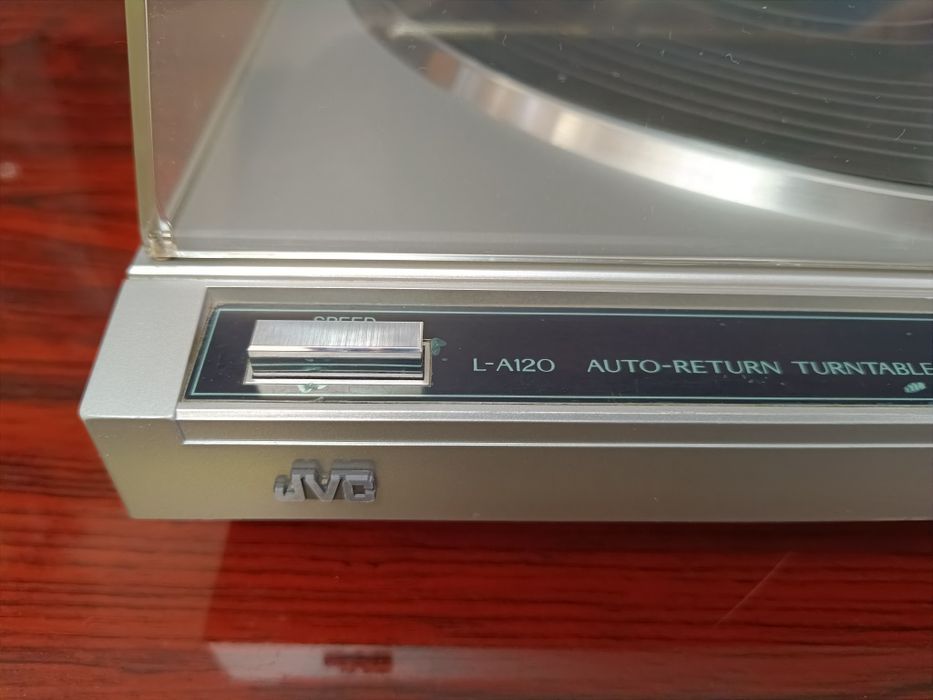 SPEED
L-A120 AUTO-RETURN TURNTABLE
JVC